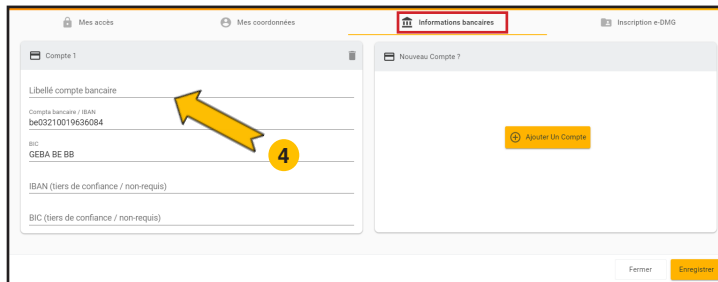 Mes accès
Mes coordonnées
Informations bancaires
Inscription e-DMG
Compte 1
Nouveau Compte ?
Libellé compte bancaire
Compta bancaire / IBAN
be03210019636084
BIC
GEBA BE BB
4
Ajouter Un Compte
IBAN (tiers de confiance / non-requis)
BIC (tiers de confiance / non-requis)
Fermer
Enregistrer